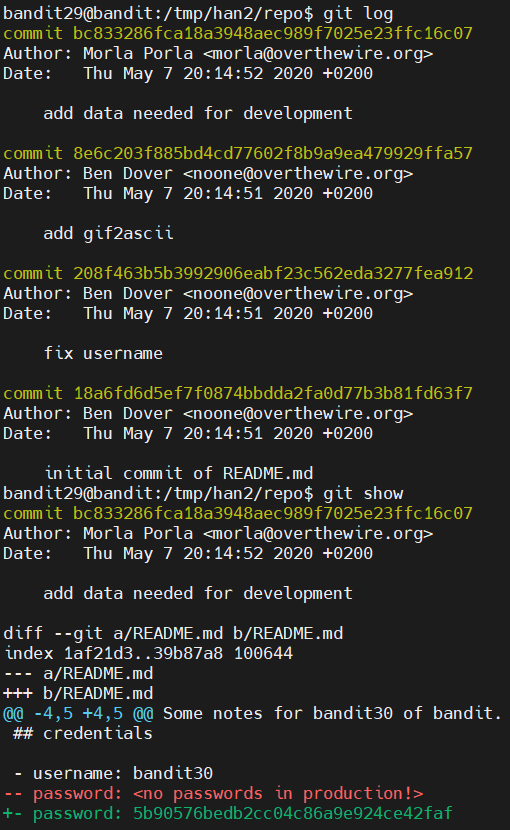 bandit29@bandit:/tmp/han2/repo$ git log
commit bc833286fca18a3948aec989f7025e23ffc16c07
Author: Morla Porla <morla@overthewire.org>
Date:   Thu May 7 20:14:52 2020 +0200
    add data needed for development
commit 8e6c203f885bd4cd77602f8b9a9ea479929ffa57
Author: Ben Dover <noone@overthewire.org>
Date:   Thu May 7 20:14:51 2020 +0200
    add gif2ascii
commit 208f463b5b3992906eabf23c562eda3277fea912
Author: Ben Dover <noone@overthewire.org>
Date:   Thu May 7 20:14:51 2020 +0200
    fix username
commit 18a6fd6d5ef7f0874bbdda2fa0d77b3b81fd63f7
Author: Ben Dover <noone@overthewire.org>
Date:   Thu May 7 20:14:51 2020 +0200
    initial commit of README.md
bandit29@bandit:/tmp/han2/repo$ git show
commit bc833286fca18a3948aec989f7025e23ffc16c07
Author: Morla Porla <morla@overthewire.org>
Date:   Thu May 7 20:14:52 2020 +0200
    add data needed for development
diff --git a/README.md b/README.md
index 1af21d3..39b87a8 100644
--- a/README.md
+++ b/README.md
@@ -4,5 +4,5 @@ Some notes for bandit30 of bandit.
 ## credentials
 - username: bandit30
-- password: <no passwords in production!>
+- password: 5b90576bedb2cc04c86a9e924ce42faf